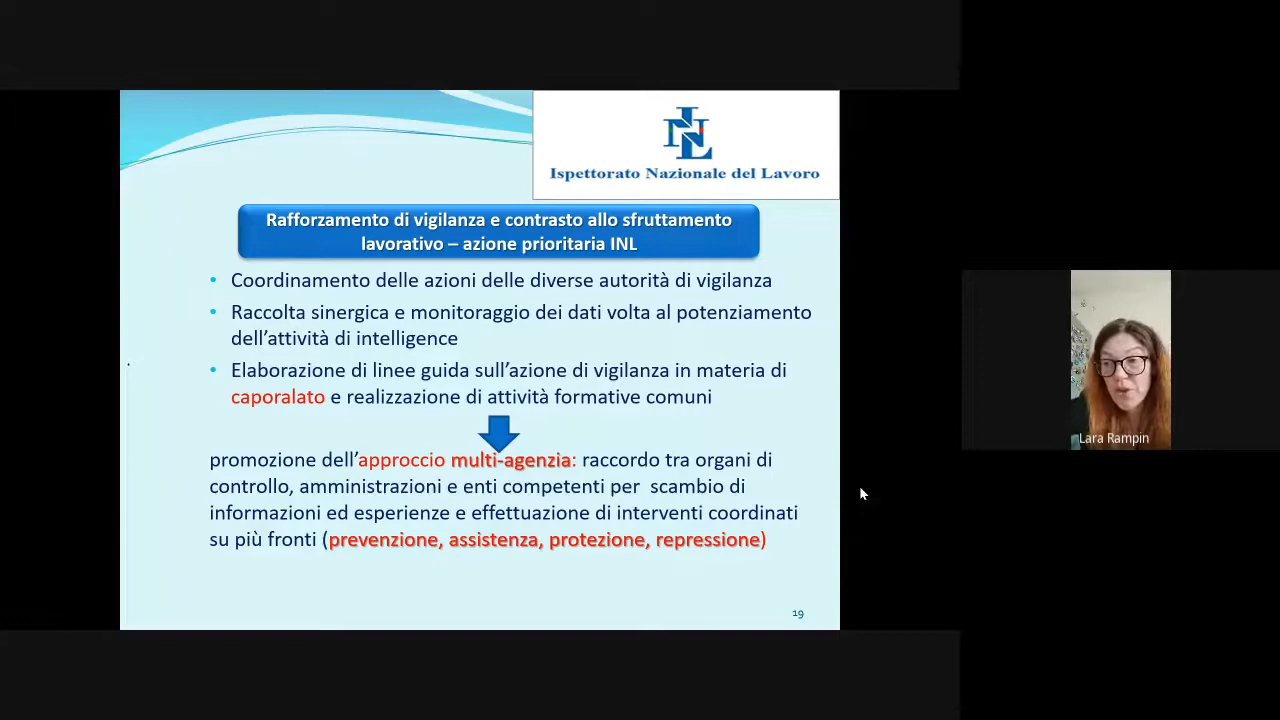 INL
Ispettorato Nazionale del Lavoro
Rafforzamento di vigilanza e contrasto allo sfruttamento
lavorativo – azione prioritaria INL
• Coordinamento delle azioni delle diverse autorità di vigilanza
• Raccolta sinergica e monitoraggio dei dati volta al potenziamento
dell’attività di intelligence
• Elaborazione di linee guida sull’azione di vigilanza in materia di
caporalato e realizzazione di attività formative comuni
promozione dell’approccio multi-agenzia: raccordo tra organi di
controllo, amministrazioni e enti competenti per scambio di
informazioni ed esperienze e effettuazione di interventi coordinati
su più fronti (prevenzione, assistenza, protezione, repressione)
19
Lara Rampin